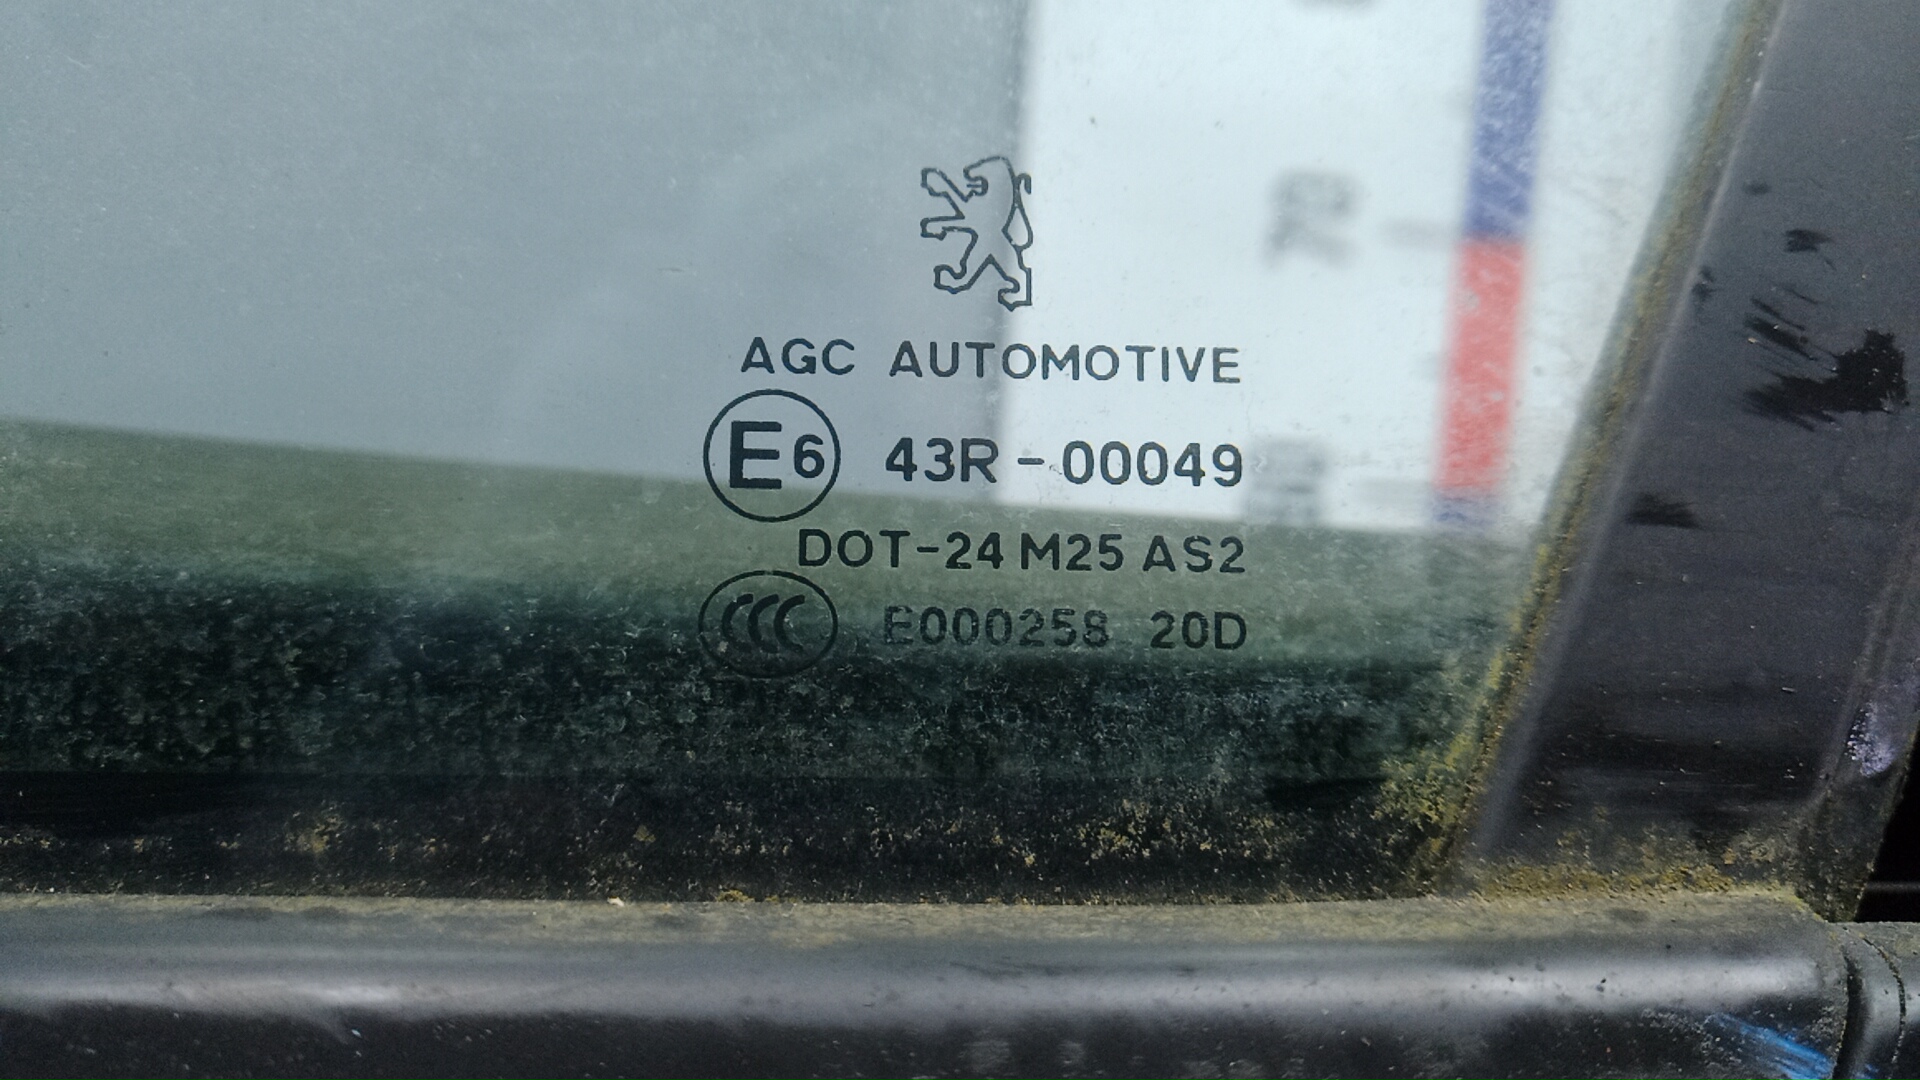 AGC AUTOMOTIVE
E6 43R-00049
DOT-24 M25 AS2
CCC E000258 20D